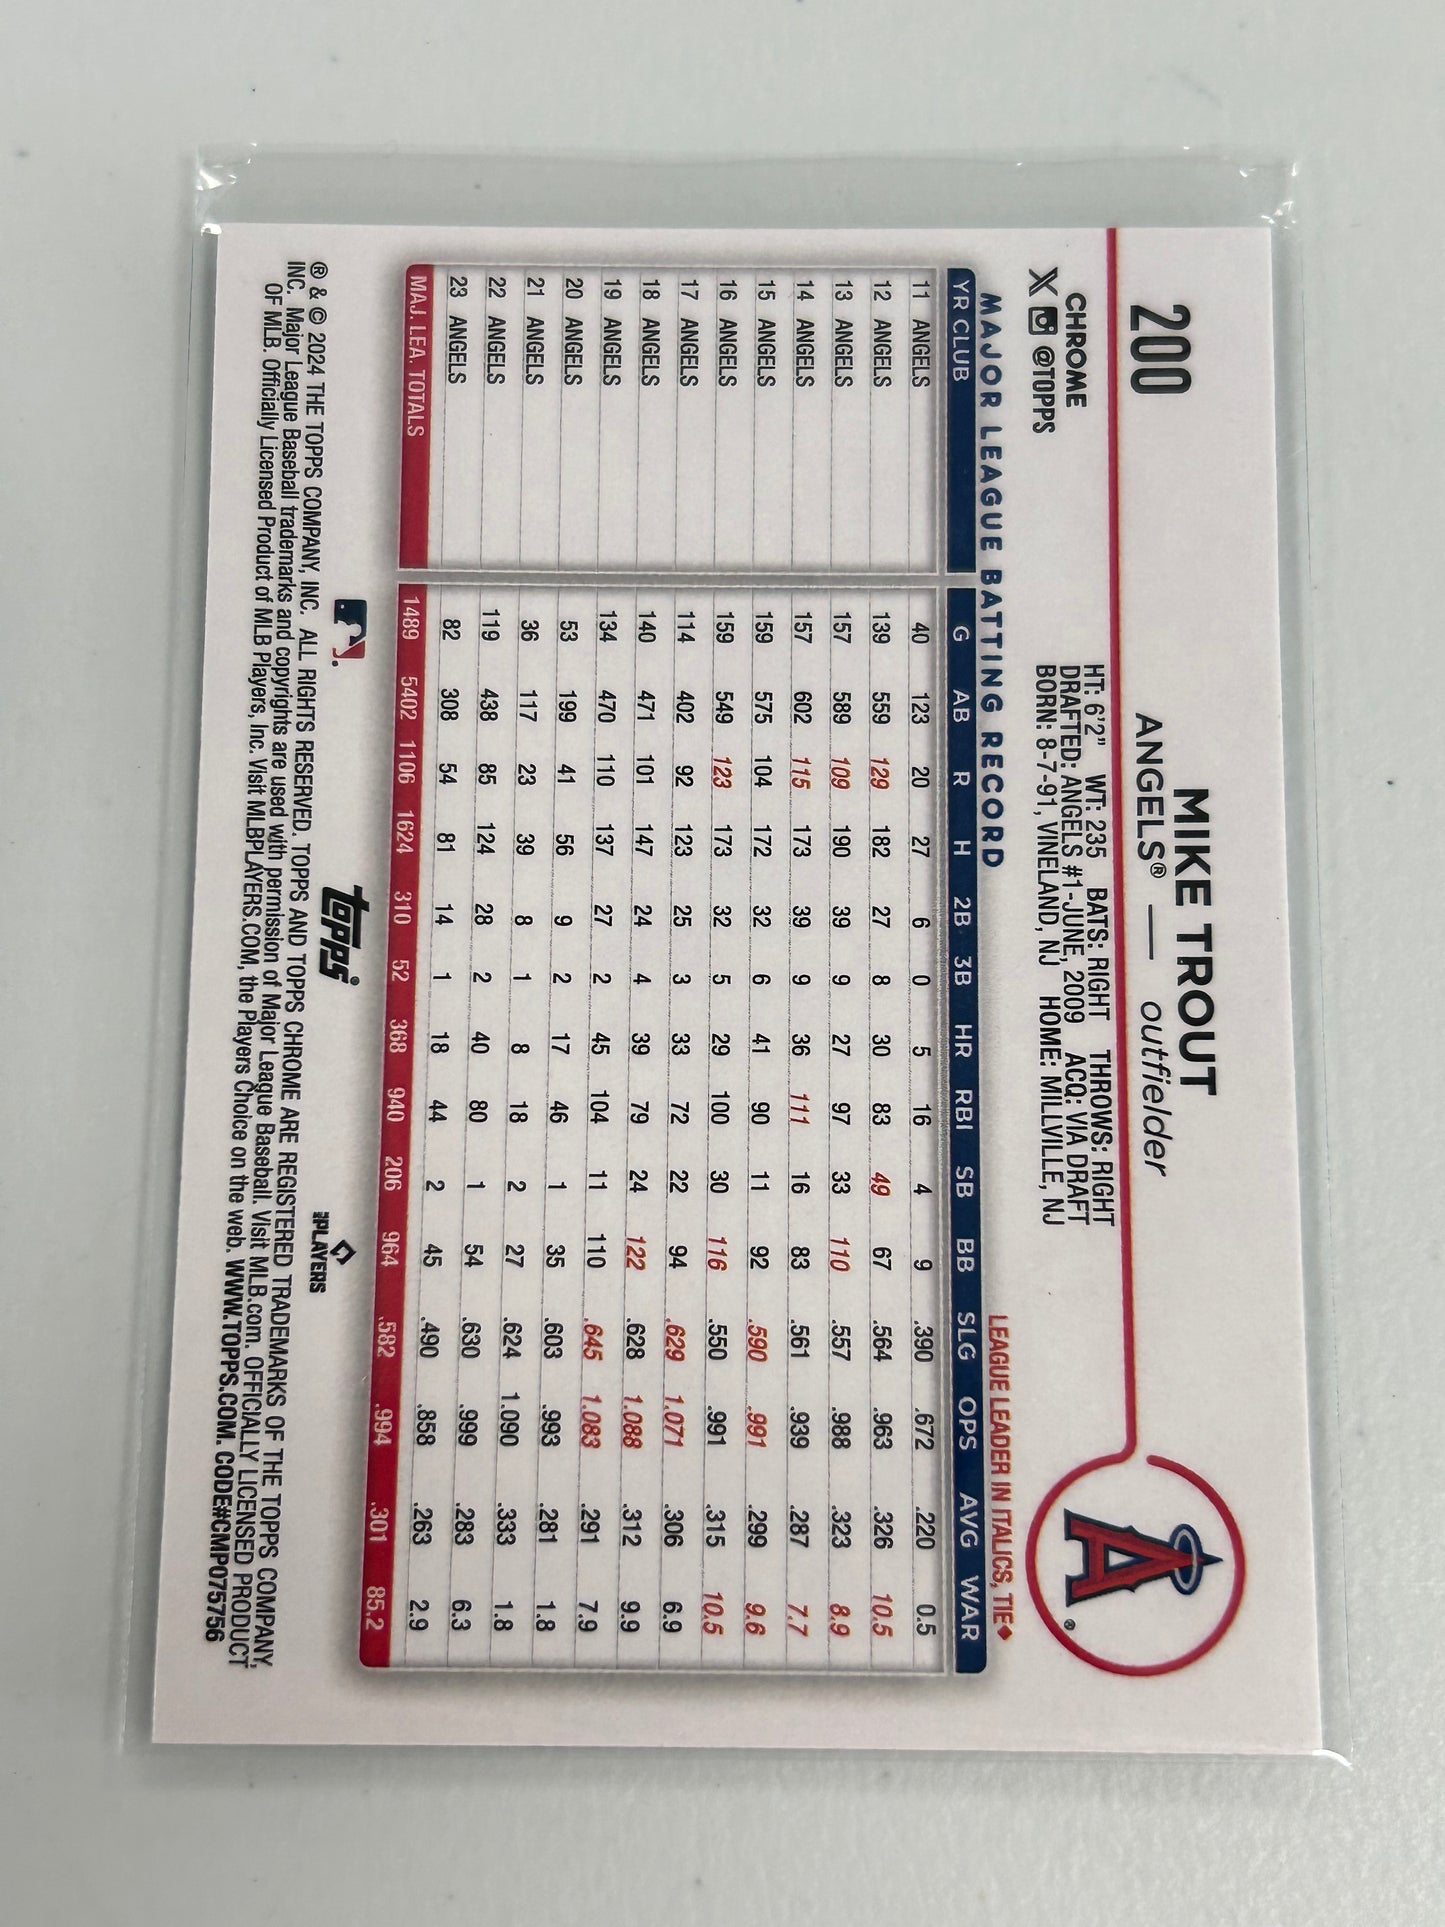 200
MIKE TROUT
ANGELS® — outfielder
CHROME
X @TOPPS
HT: 6'2" WT: 235 BATS: RIGHT THROWS: RIGHT
DRAFTED: ANGELS #1-JUNE, 2009 ACQ: VIA DRAFT
BORN: 8-7-91, VINELAND, NJ HOME: MILLVILLE, NJ
A®
MAJOR LEAGUE BATTING RECORD
LEAGUE LEADER IN ITALICS, TIE◆
YR CLUB G AB R H 2B 3B HR RBI SB BB SLG OPS AVG WAR
11 ANGELS 40 123 20 27 6 0 5 16 4 9 .390 .672 .220 0.5
12 ANGELS 139 559 129 182 27 8 30 83 49 67 .564 .963 .326 10.5
13 ANGELS 157 589 109 190 39 9 27 97 33 110 .557 .988 .323 8.9
14 ANGELS 157 602 115 173 39 9 36 111 16 83 .561 .939 .287 7.7
15 ANGELS 159 575 104 172 32 6 41 90 11 92 .590 .991 .299 9.6
16 ANGELS 159 549 123 173 32 5 29 100 30 116 .550 .991 .315 10.5
17 ANGELS 114 402 92 123 25 3 33 72 22 94 .629 1.071 .306 6.9
18 ANGELS 140 471 101 147 24 4 39 79 24 122 .628 1.088 .312 9.9
19 ANGELS 134 470 110 137 27 2 45 104 11 110 .645 1.083 .291 7.9
20 ANGELS 53 199 41 56 9 2 17 46 1 35 .603 .993 .281 1.8
21 ANGELS 36 117 23 39 8 1 8 18 2 27 .624 1.090 .333 1.8
22 ANGELS 119 438 85 124 28 2 40 80 1 54 .630 .999 .283 6.3
23 ANGELS 82 308 54 81 14 1 18 44 2 45 .490 .858 .263 2.9
MAJ. LEA. TOTALS 1489 5402 1106 1624 310 52 368 940 206 964 .582 .994 .301 85.2
topps
PLAYERS
® & © 2024 THE TOPPS COMPANY, INC. ALL RIGHTS RESERVED. TOPPS AND TOPPS CHROME ARE REGISTERED TRADEMARKS OF THE TOPPS COMPANY,
INC. Major League Baseball trademarks and copyrights are used with permission of Major League Baseball. Visit MLB.com. OFFICIALLY LICENSED PRODUCT
OF MLB. Officially Licensed Product of MLB Players, Inc. Visit MLBPLAYERS.COM, the Players Choice on the web. WWW.TOPPS.COM. CODE#CMP075756